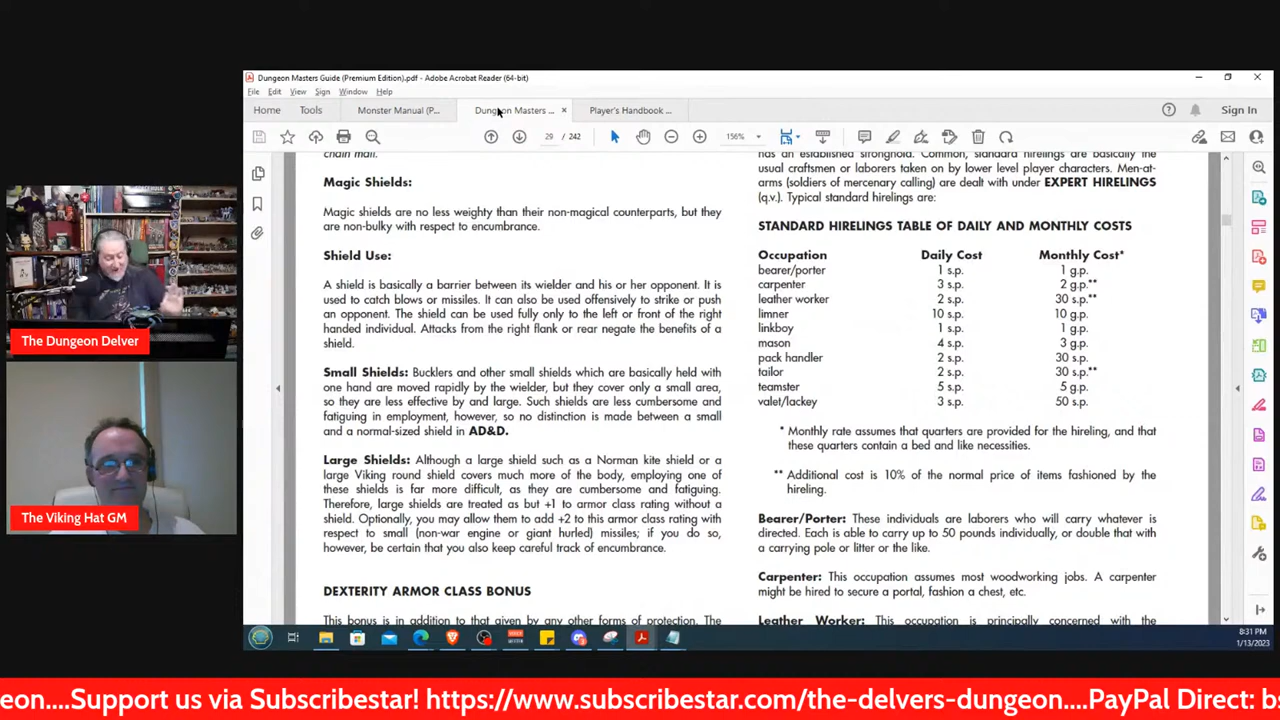 Dungeon Masters Guide (Premium Edition).pdf - Adobe Acrobat Reader (64-bit)
File Edit View Sign Window Help
Home Tools Monster Manual (P... Dungeon Masters ... × Player's Handbook ... Sign In
29 / 242 156%
chain mail.
Magic Shields:
Magic shields are no less weighty than their non-magical counterparts, but they
are non-bulky with respect to encumbrance.
Shield Use:
A shield is basically a barrier between its wielder and his or her opponent. It is
used to catch blows or missiles. It can also be used offensively to strike or push
an opponent. The shield can be used fully only to the left or front of the right
handed individual. Attacks from the right flank or rear negate the benefits of a
shield.
Small Shields: Bucklers and other small shields which are basically held with
one hand are moved rapidly by the wielder, but they cover only a small area,
so they are less effective by and large. Such shields are less cumbersome and
fatiguing in employment, however, so no distinction is made between a small
and a normal-sized shield in AD&D.
Large Shields: Although a large shield such as a Norman kite shield or a
large Viking round shield covers much more of the body, employing one of
these shields is far more difficult, as they are cumbersome and fatiguing.
Therefore, large shields are treated as but +1 to armor class rating without a
shield. Optionally, you may allow them to add +2 to this armor class rating with
respect to small (non-war engine or giant hurled) missiles; if you do so,
however, be certain that you also keep careful track of encumbrance.
DEXTERITY ARMOR CLASS BONUS
This bonus is in addition to that given by any other forms of protection. The
has an established stronghold. Common, standard hirelings are basically the
usual craftsmen or laborers taken on by lower level player characters. Men-at-
arms (soldiers of mercenary calling) are dealt with under EXPERT HIRELINGS
(q.v.). Typical standard hirelings are:
STANDARD HIRELINGS TABLE OF DAILY AND MONTHLY COSTS
Occupation Daily Cost Monthly Cost*
bearer/porter 1 s.p. 1 g.p.
carpenter 3 s.p. 2 g.p.**
leather worker 2 s.p. 30 s.p.**
limner 10 s.p. 10 g.p.
linkboy 1 s.p. 1 g.p.
mason 4 s.p. 3 g.p.
pack handler 2 s.p. 30 s.p.
tailor 2 s.p. 30 s.p.**
teamster 5 s.p. 5 g.p.
valet/lackey 3 s.p. 50 s.p.
* Monthly rate assumes that quarters are provided for the hireling, and that
these quarters contain a bed and like necessities.
** Additional cost is 10% of the normal price of items fashioned by the
hireling.
Bearer/Porter: These individuals are laborers who will carry whatever is
directed. Each is able to carry up to 50 pounds individually, or double that with
a carrying pole or litter or the like.
Carpenter: This occupation assumes most woodworking jobs. A carpenter
might be hired to secure a portal, fashion a chest, etc.
Leather Worker: This occupation is principally concerned with the
The Dungeon Delver
The Viking Hat GM
8:31 PM
1/13/2023
eon....Support us via Subscribestar! https://www.subscribestar.com/the-delvers-dungeon....PayPal Direct: bs